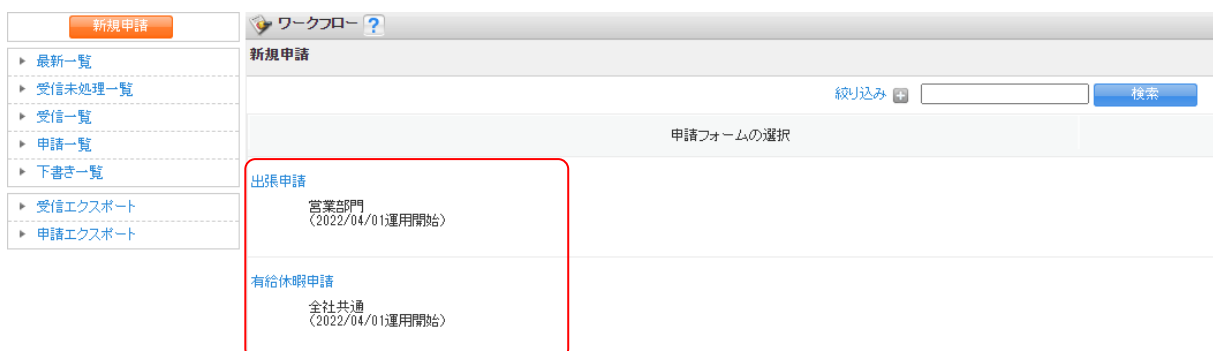 新規申請
最新一覧
受信未処理一覧
受信一覧
申請一覧
下書き一覧
受信エクスポート
申請エクスポート
ワークフロー ?
新規申請
絞り込み + 検索
申請フォームの選択
出張申請
営業部門
(2022/04/01運用開始)
有給休暇申請
全社共通
(2022/04/01運用開始)